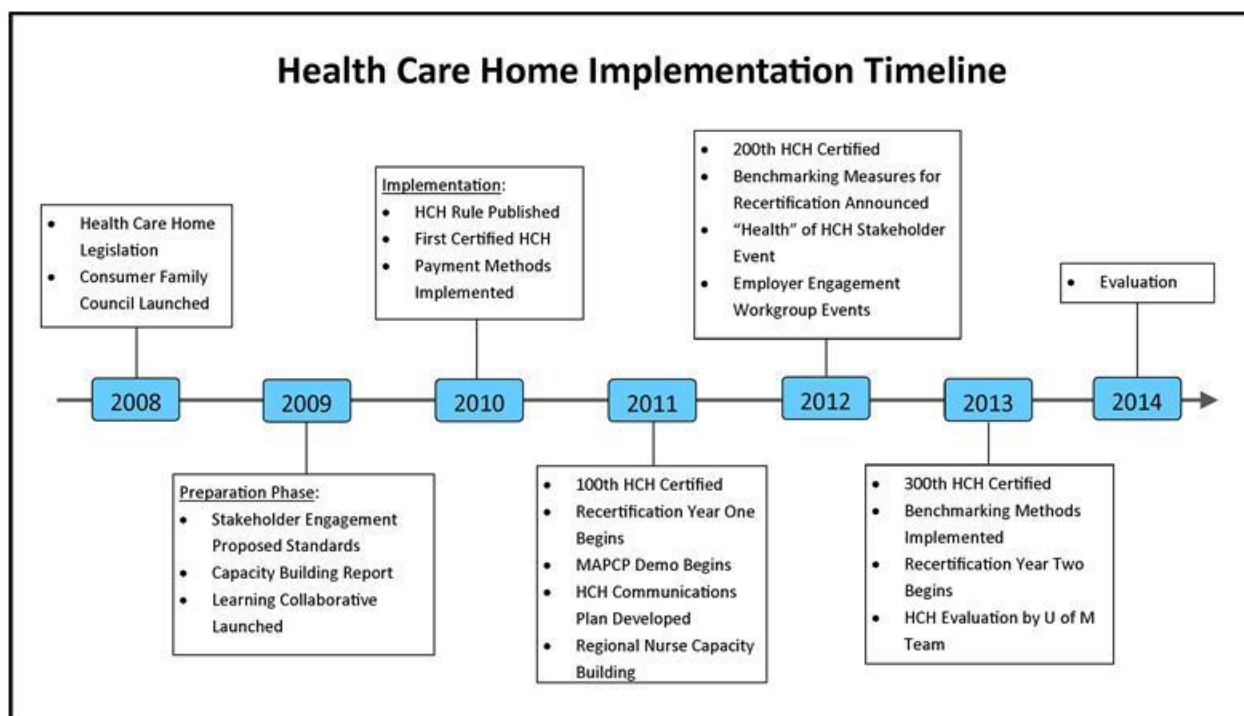 Health Care Home Implementation Timeline
• Health Care Home
Legislation
• Consumer Family
Council Launched
Implementation:
• HCH Rule Published
• First Certified HCH
• Payment Methods
Implemented
• 200th HCH Certified
• Benchmarking Measures for
Recertification Announced
• “Health” of HCH Stakeholder
Event
• Employer Engagement
Workgroup Events
• Evaluation
2008
2009
2010
2011
2012
2013
2014
Preparation Phase:
• Stakeholder Engagement
Proposed Standards
• Capacity Building Report
• Learning Collaborative
Launched
• 100th HCH Certified
• Recertification Year One
Begins
• MAPCP Demo Begins
• HCH Communications
Plan Developed
• Regional Nurse Capacity
Building
• 300th HCH Certified
• Benchmarking Methods
Implemented
• Recertification Year Two
Begins
• HCH Evaluation by U of M
Team